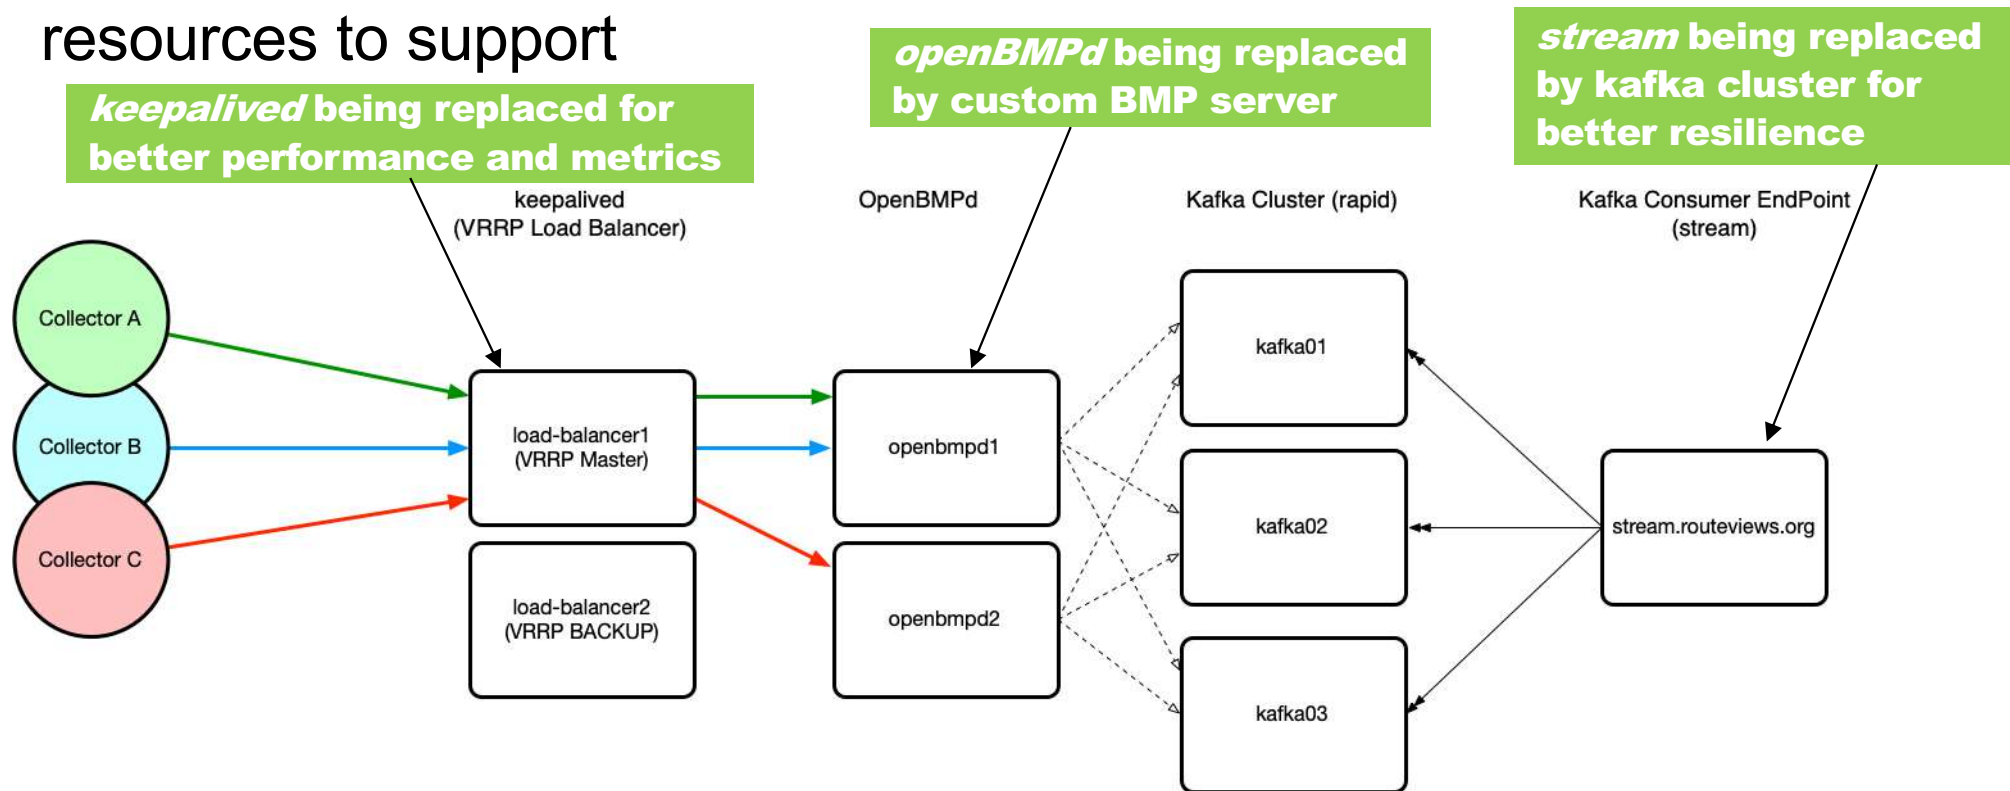 resources to support
keepalived being replaced for
better performance and metrics
openBMPd being replaced
by custom BMP server
stream being replaced
by kafka cluster for
better resilience
keepalived
(VRRP Load Balancer)
OpenBMPd
Kafka Cluster (rapid)
Kafka Consumer EndPoint
(stream)
Collector A
Collector B
Collector C
load-balancer1
(VRRP Master)
load-balancer2
(VRRP BACKUP)
openbmpd1
openbmpd2
kafka01
kafka02
kafka03
stream.routeviews.org